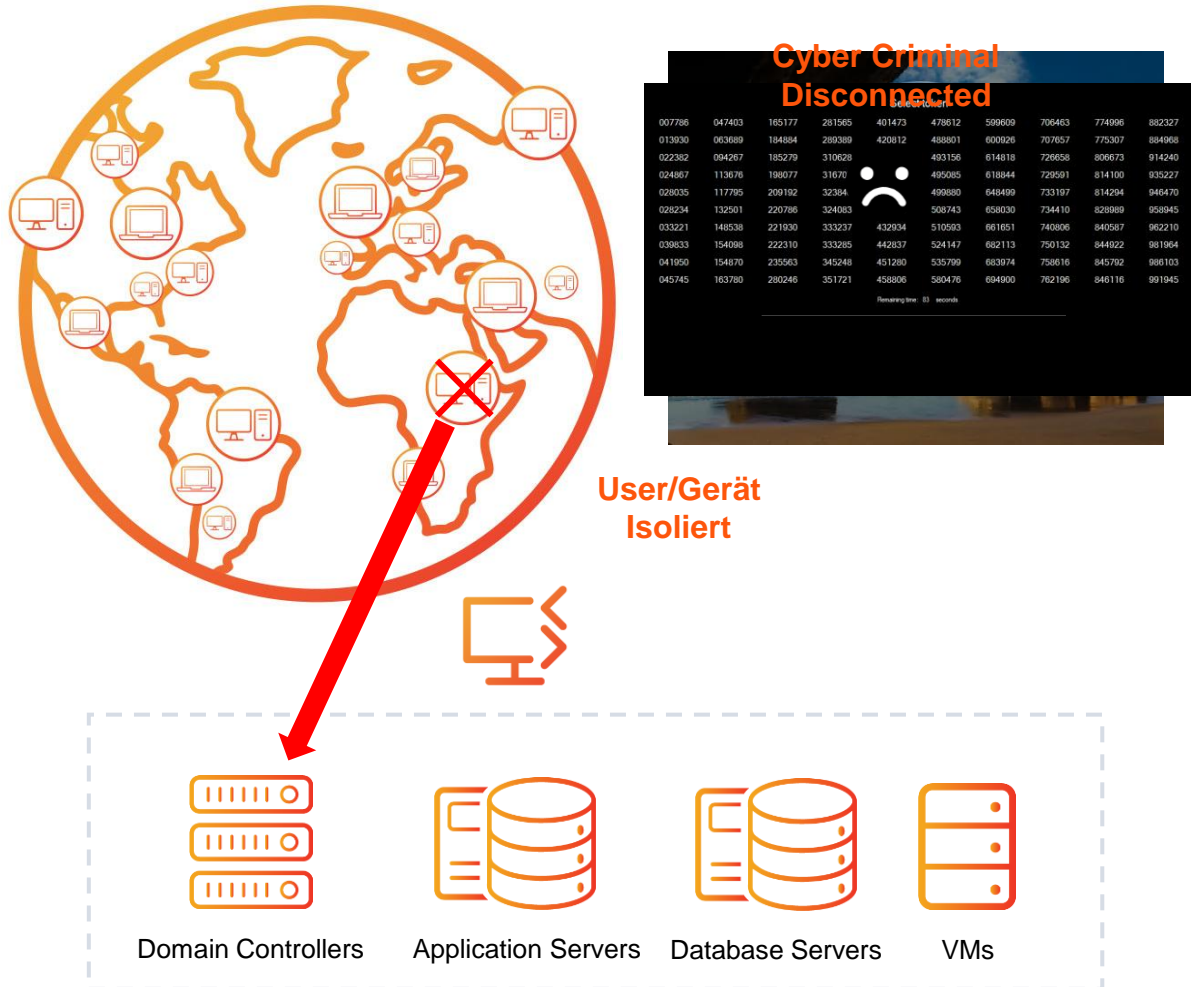 Cyber Criminal
Disconnected
Select token
007786 047403 165177 281565 401473 478612 599609 706463 774996 882327
013930 063689 184884 289389 420812 488801 600926 707657 775307 884968
022382 094267 185279 310628 493156 614818 726658 806673 914240
024867 113676 198077 31670 495085 618844 729591 814100 935227
028035 117795 209192 32384 499880 648499 733197 814294 946470
028234 132501 220786 324083 508743 658030 734410 828989 958945
033221 148538 221930 333237 432934 510593 661651 740806 840587 962210
039833 154098 222310 333285 442837 524147 682113 750132 844922 981964
041950 154870 235563 345248 451280 535799 683974 758616 845792 986103
045745 163780 280246 351721 458806 580476 694900 762196 846116 991945
Remaining time: 83 seconds
User/Gerät
Isoliert
Domain Controllers
Application Servers
Database Servers
VMs